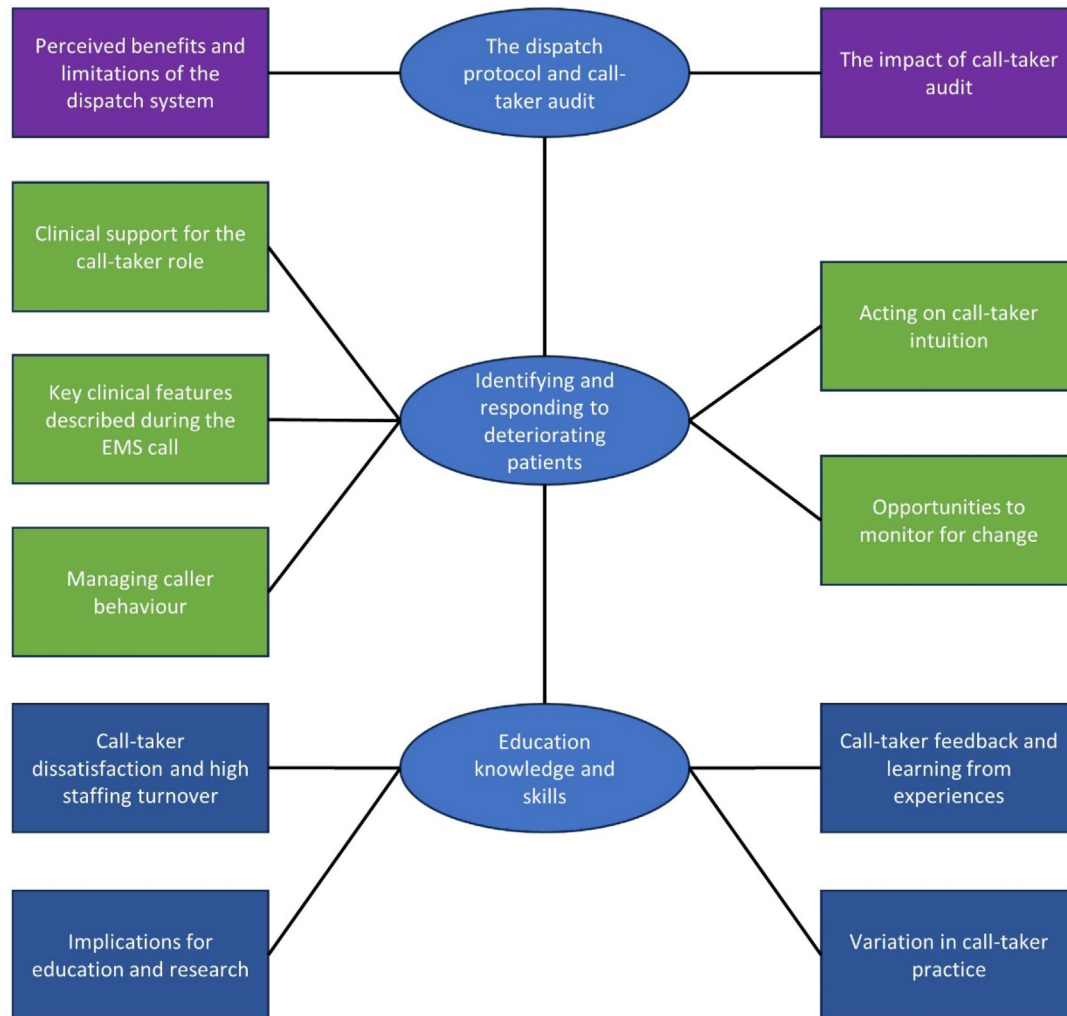 Perceived benefits and
limitations of the
dispatch system
The dispatch
protocol and call-
taker audit
The impact of call-taker
audit
Clinical support for the
call-taker role
Key clinical features
described during the
EMS call
Managing caller
behaviour
Identifying and
responding to
deteriorating
patients
Acting on call-taker
intuition
Opportunities to
monitor for change
Call-taker
dissatisfaction and high
staffing turnover
Implications for
education and research
Education
knowledge and
skills
Call-taker feedback and
learning from
experiences
Variation in call-taker
practice